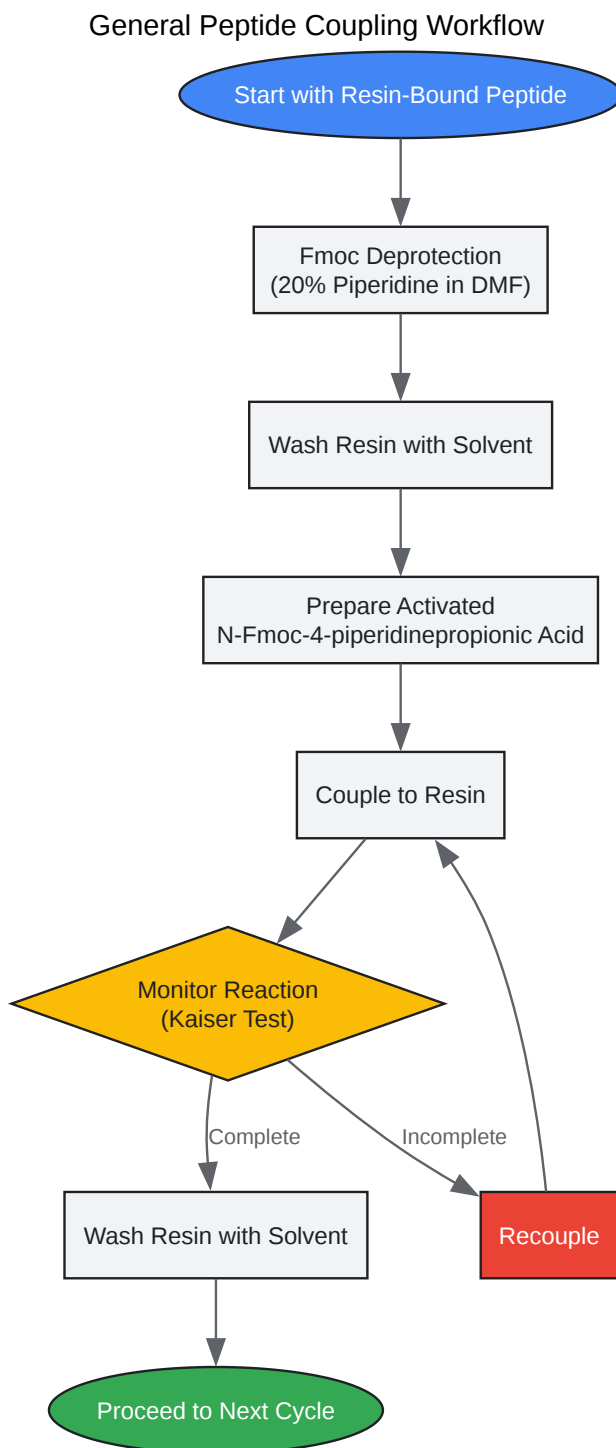 General Peptide Coupling Workflow
Start with Resin-Bound Peptide
Fmoc Deprotection
(20% Piperidine in DMF)
Wash Resin with Solvent
Prepare Activated
N-Fmoc-4-piperidinepropionic Acid
Couple to Resin
Monitor Reaction
(Kaiser Test)
Complete
Incomplete
Wash Resin with Solvent
Recouple
Proceed to Next Cycle